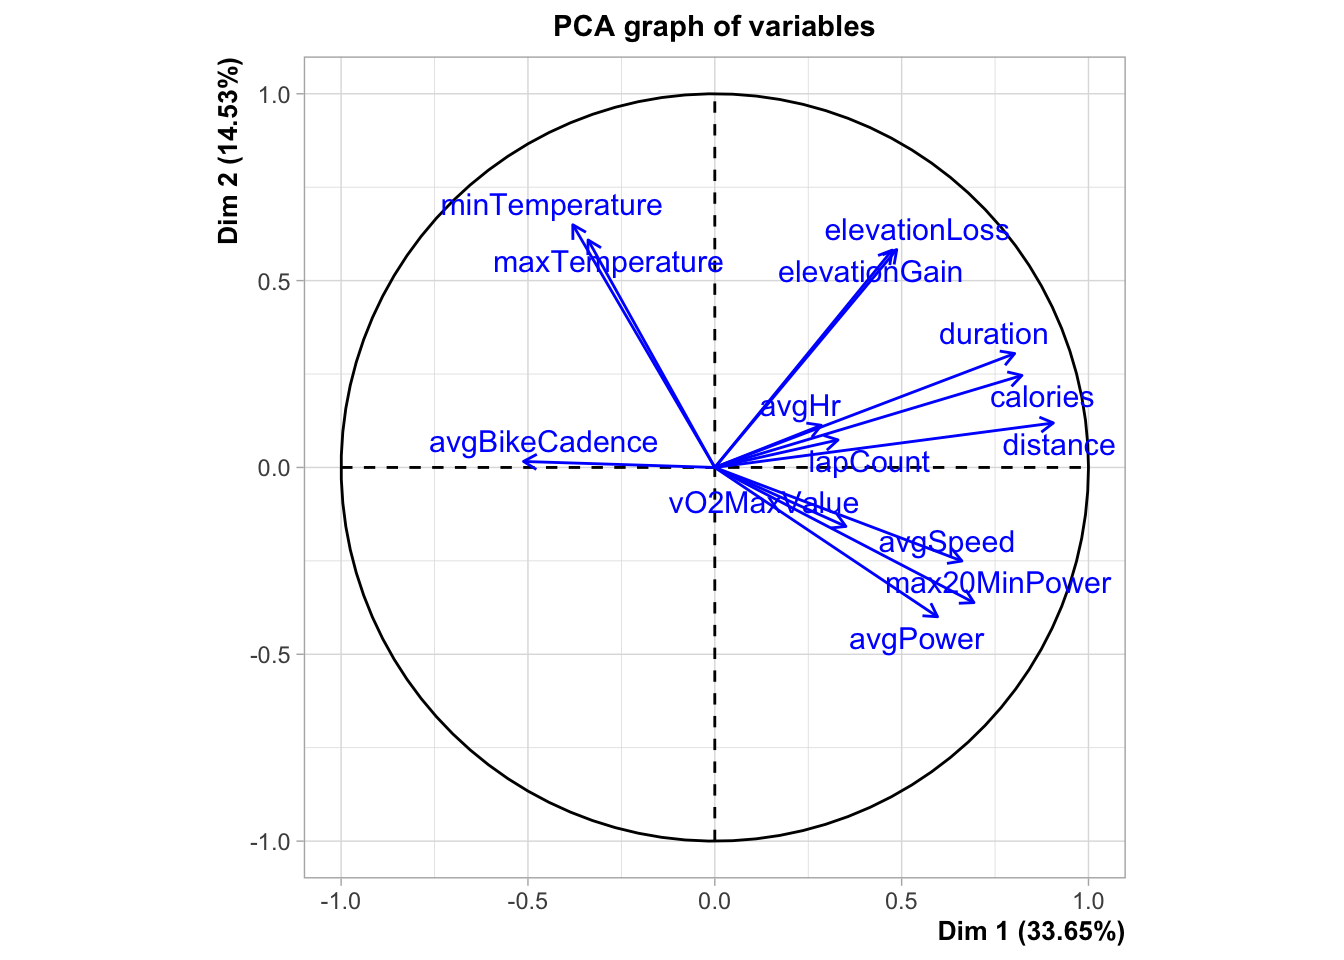 PCA graph of variables
Dim 2 (14.53%)
1.0
0.5
0.0
-0.5
-1.0
minTemperature
maxTemperature
elevationLoss
elevationGain
duration
calories
avgHr
distance
avgBikeCadence
lapCount
vO2MaxValue
avgSpeed
max20MinPower
avgPower
-1.0
-0.5
0.0
0.5
1.0
Dim 1 (33.65%)